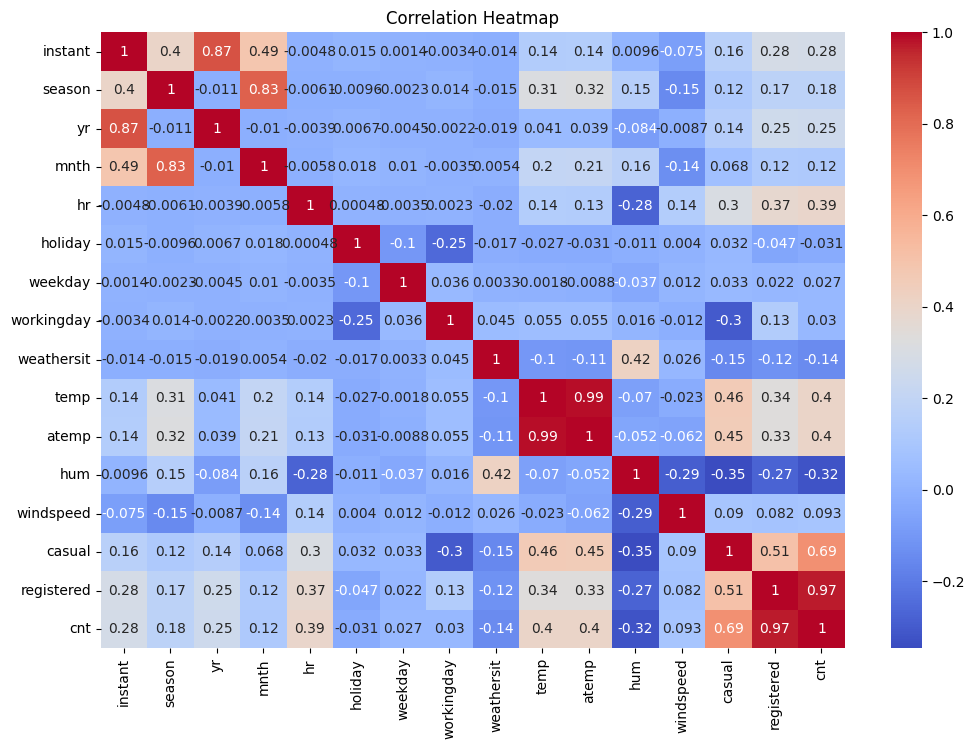 Correlation Heatmap
instant 1 0.4 0.87 0.49 -0.0048 0.015 0.0014 -0.0034 -0.014 0.14 0.14 0.0096 -0.075 0.16 0.28 0.28
season 0.4 1 -0.011 0.83 -0.0061 -0.0096 -0.0023 0.014 -0.015 0.31 0.32 0.15 -0.15 0.12 0.17 0.18
yr 0.87 -0.011 1 -0.01 -0.0039 0.0067 -0.0045 -0.0022 -0.019 0.041 0.039 -0.084 -0.0087 0.14 0.25 0.25
mnth 0.49 0.83 -0.01 1 -0.0058 0.018 0.01 -0.0035 0.0054 0.2 0.21 0.16 -0.14 0.068 0.12 0.12
hr -0.0048 -0.0061 -0.0039 -0.0058 1 0.00048 -0.0035 0.0023 -0.02 0.14 0.13 -0.28 0.14 0.3 0.37 0.39
holiday 0.015 -0.0096 0.0067 0.018 0.00048 1 -0.1 -0.25 -0.017 -0.027 -0.031 -0.011 0.004 0.032 -0.047 -0.031
weekday 0.0014 -0.0023 -0.0045 0.01 -0.0035 -0.1 1 0.036 0.0033 -0.0018 -0.0088 -0.037 0.012 0.033 0.022 0.027
workingday -0.0034 0.014 -0.0022 -0.0035 0.0023 -0.25 0.036 1 0.045 0.055 0.055 0.016 -0.012 -0.3 0.13 0.03
weathersit -0.014 -0.015 -0.019 0.0054 -0.02 -0.017 0.0033 0.045 1 -0.1 -0.11 0.42 0.026 -0.15 -0.12 -0.14
temp 0.14 0.31 0.041 0.2 0.14 -0.027 -0.0018 0.055 -0.1 1 0.99 -0.07 -0.023 0.46 0.34 0.4
atemp 0.14 0.32 0.039 0.21 0.13 -0.031 -0.0088 0.055 -0.11 0.99 1 -0.052 -0.062 0.45 0.33 0.4
hum 0.0096 0.15 -0.084 0.16 -0.28 -0.011 -0.037 0.016 0.42 -0.07 -0.052 1 -0.29 -0.35 -0.27 -0.32
windspeed -0.075 -0.15 -0.0087 -0.14 0.14 0.004 0.012 -0.012 0.026 -0.023 -0.062 -0.29 1 0.09 0.082 0.093
casual 0.16 0.12 0.14 0.068 0.3 0.032 0.033 -0.3 -0.15 0.46 0.45 -0.35 0.09 1 0.51 0.69
registered 0.28 0.17 0.25 0.12 0.37 -0.047 0.022 0.13 -0.12 0.34 0.33 -0.27 0.082 0.51 1 0.97
cnt 0.28 0.18 0.25 0.12 0.39 -0.031 0.027 0.03 -0.14 0.4 0.4 -0.32 0.093 0.69 0.97 1
instant season yr mnth hr holiday weekday workingday weathersit temp atemp hum windspeed casual registered cnt
1.0
0.8
0.6
0.4
0.2
0.0
−0.2